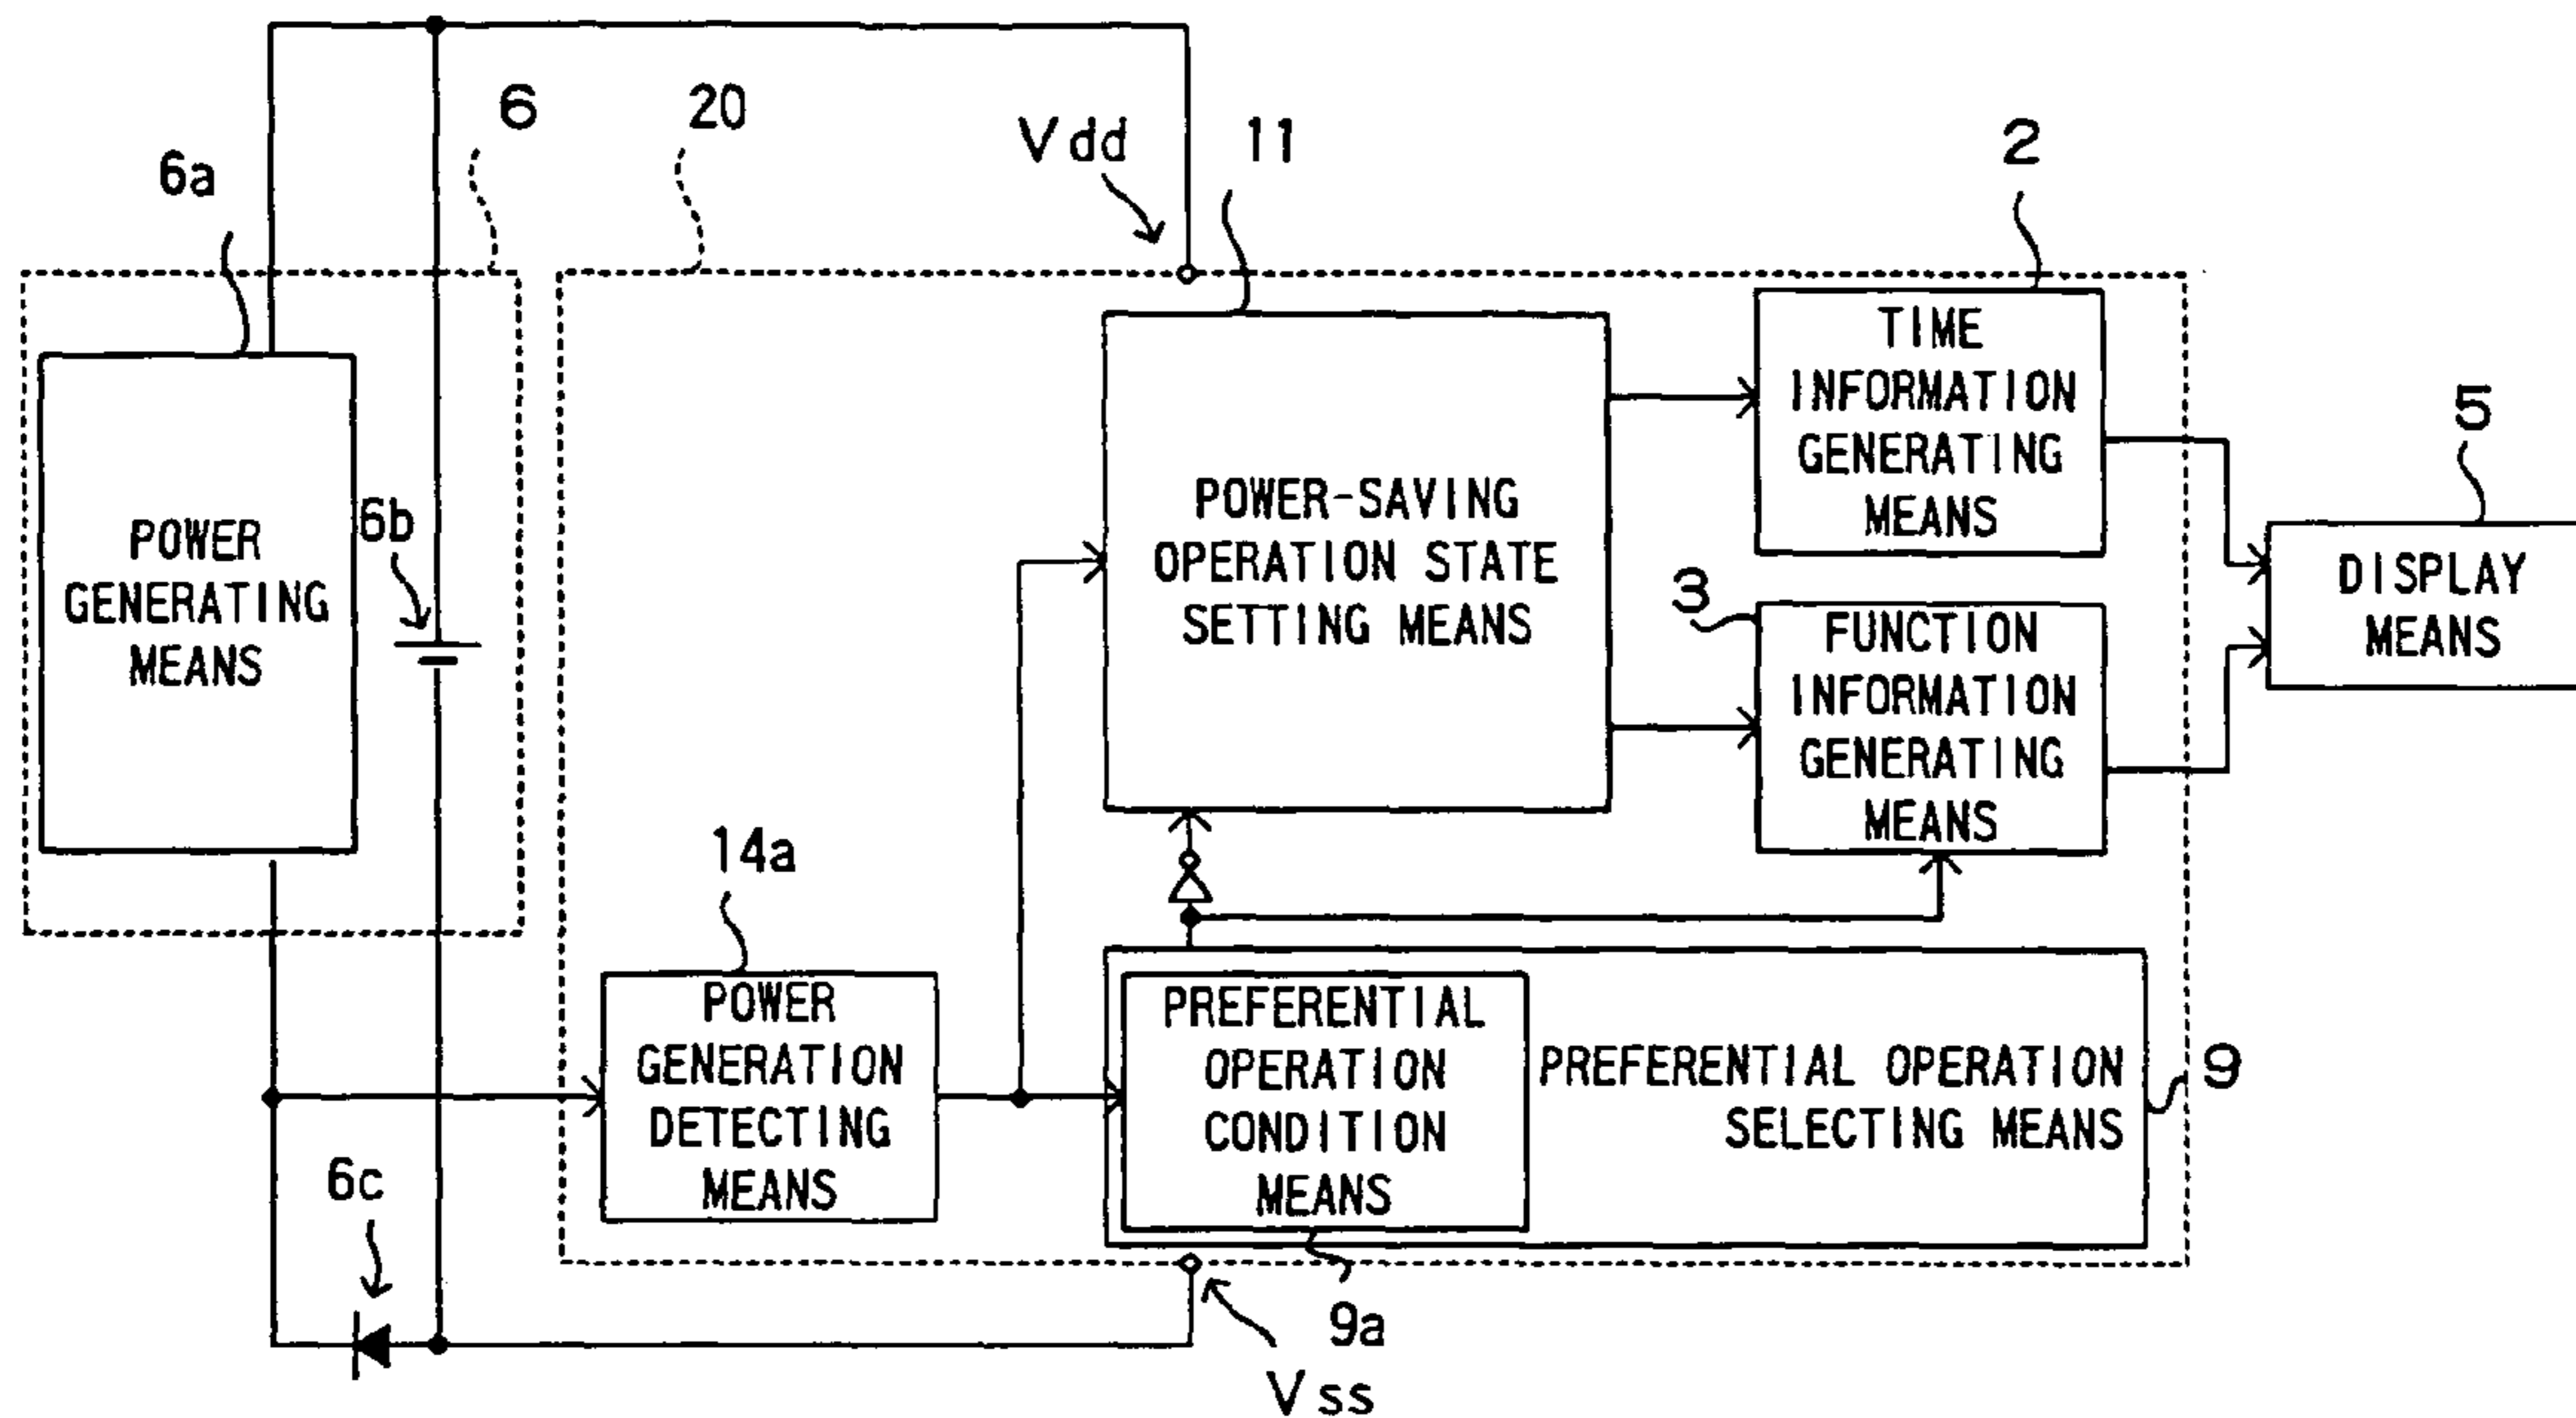 6
20
Vdd
11
2
6a
POWER
GENERATING
MEANS
6b
POWER-SAVING
OPERATION STATE
SETTING MEANS
TIME
INFORMATION
GENERATING
MEANS
5
DISPLAY
MEANS
3
FUNCTION
INFORMATION
GENERATING
MEANS
14a
POWER
GENERATION
DETECTING
MEANS
PREFERENTIAL
OPERATION
CONDITION
MEANS
PREFERENTIAL OPERATION
SELECTING MEANS
9
6c
9a
Vss